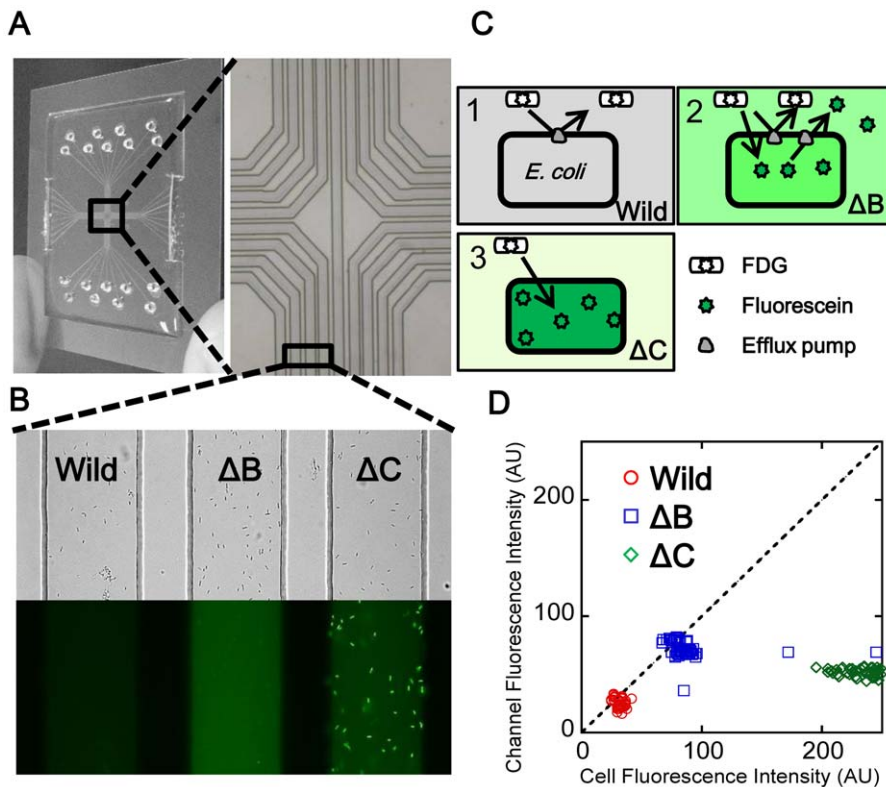 A
B
Wild ΔB ΔC
C
1
E. coli
Wild
2
ΔB
3
ΔC
FDG
Fluorescein
Efflux pump
D
Channel Fluorescence Intensity (AU)
200
100
0
Wild
ΔB
ΔC
0 100 200
Cell Fluorescence Intensity (AU)